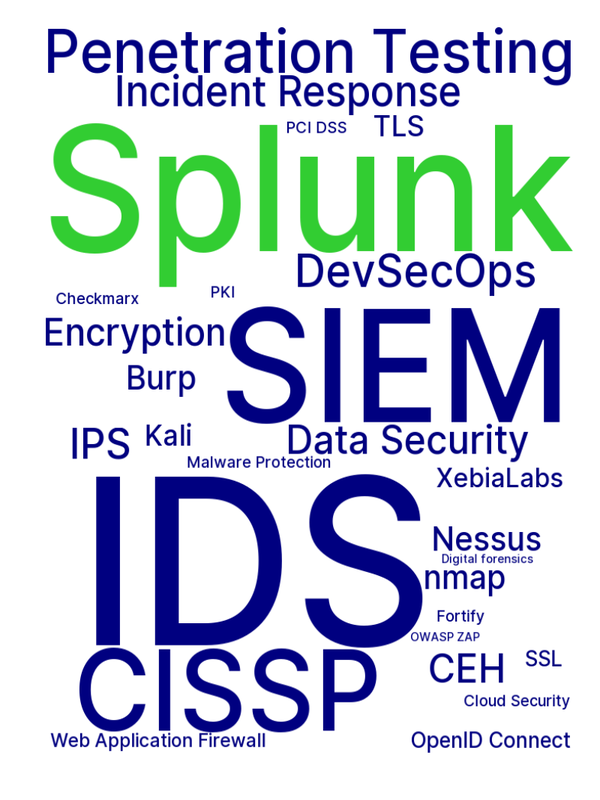 Penetration Testing
Incident Response
PCI DSS
TLS
Splunk
DevSecOps
PKI
Checkmarx
Encryption
SIEM
Burp
IPS
Kali
Data Security
Malware Protection
XebiaLabs
IDS
Nessus
Digital forensics
nmap
Fortify
OWASP ZAP
CISSP
CEH
SSL
Cloud Security
Web Application Firewall
OpenID Connect